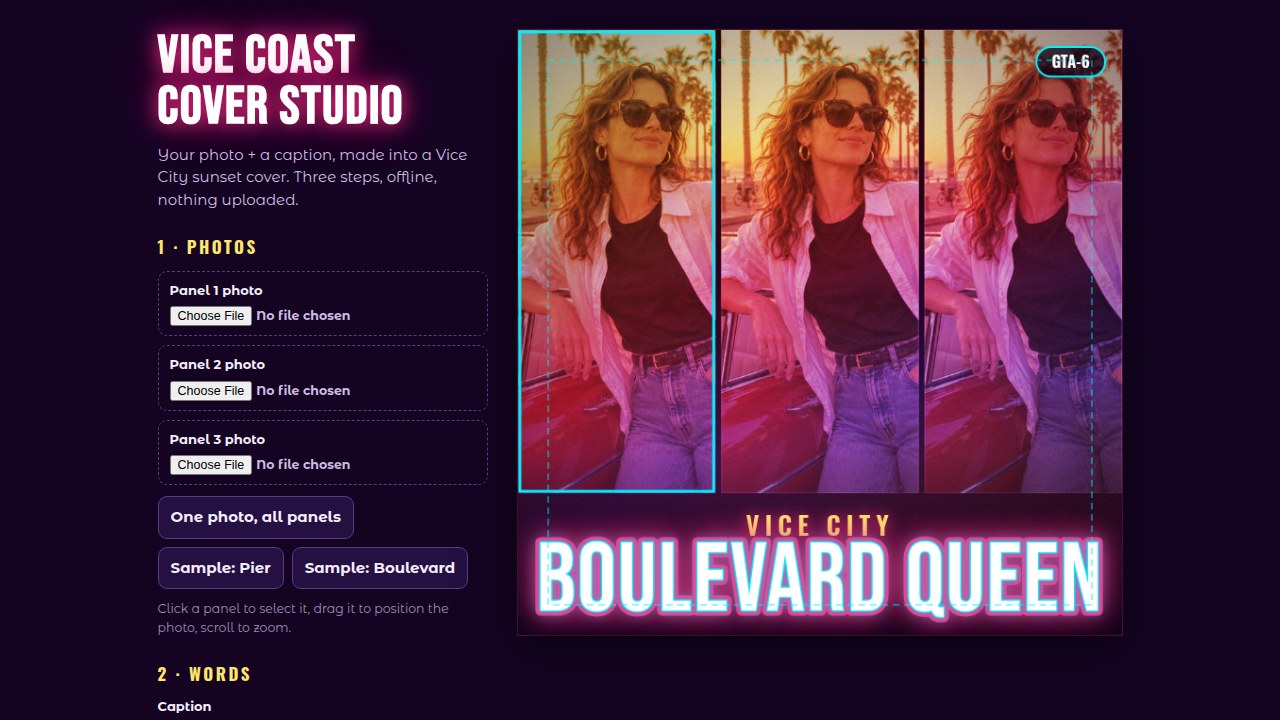 VICE COAST
COVER STUDIO
Your photo + a caption, made into a Vice
City sunset cover. Three steps, offline,
nothing uploaded.
1 · PHOTOS
Panel 1 photo
Choose File No file chosen
Panel 2 photo
Choose File No file chosen
Panel 3 photo
Choose File No file chosen
One photo, all panels
Sample: Pier
Sample: Boulevard
Click a panel to select it, drag it to position the
photo, scroll to zoom.
2 · WORDS
Caption
GTA-6
VICE CITY
BOULEVARD QUEEN